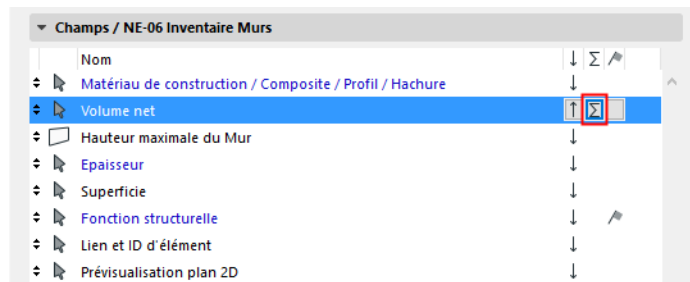 Champs / NE-06 Inventaire Murs
Nom ↓ Σ
Matériau de construction / Composite / Profil / Hachure ↓
Volume net ↑ Σ
Hauteur maximale du Mur ↓
Epaisseur ↓
Superficie ↓
Fonction structurelle ↓
Lien et ID d'élément ↓
Prévisualisation plan 2D ↓